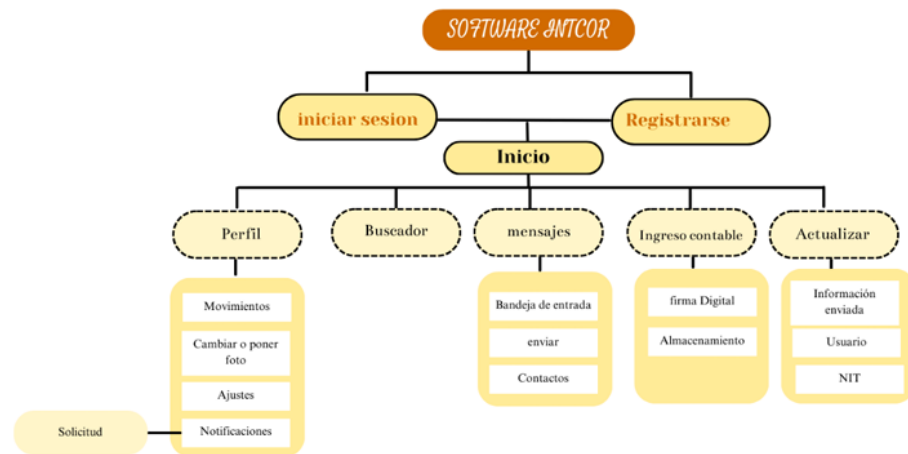 SOFTWARE INTCOR
iniciar sesion
Registrarse
Inicio
Perfil
Buscador
mensajes
Ingreso contable
Actualizar
Movimientos
Cambiar o poner
foto
Ajustes
Notificaciones
Solicitud
Bandeja de entrada
enviar
Contactos
firma Digital
Almacenamiento
Información
enviada
Usuario
NIT